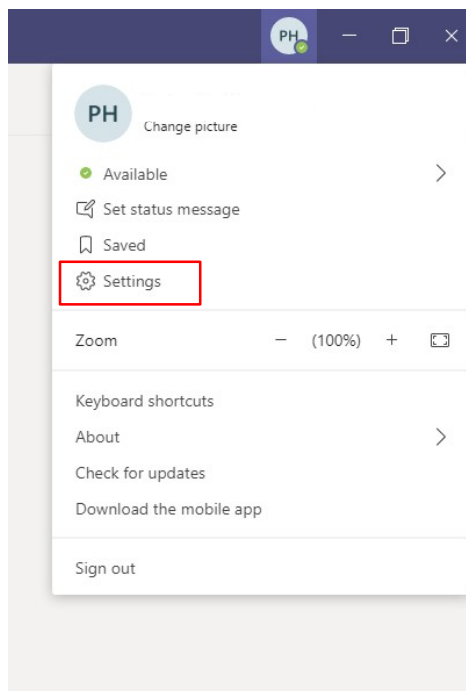 PH
PH
Change picture
Available
Set status message
Saved
Settings
Zoom - (100%) +
Keyboard shortcuts
About
Check for updates
Download the mobile app
Sign out